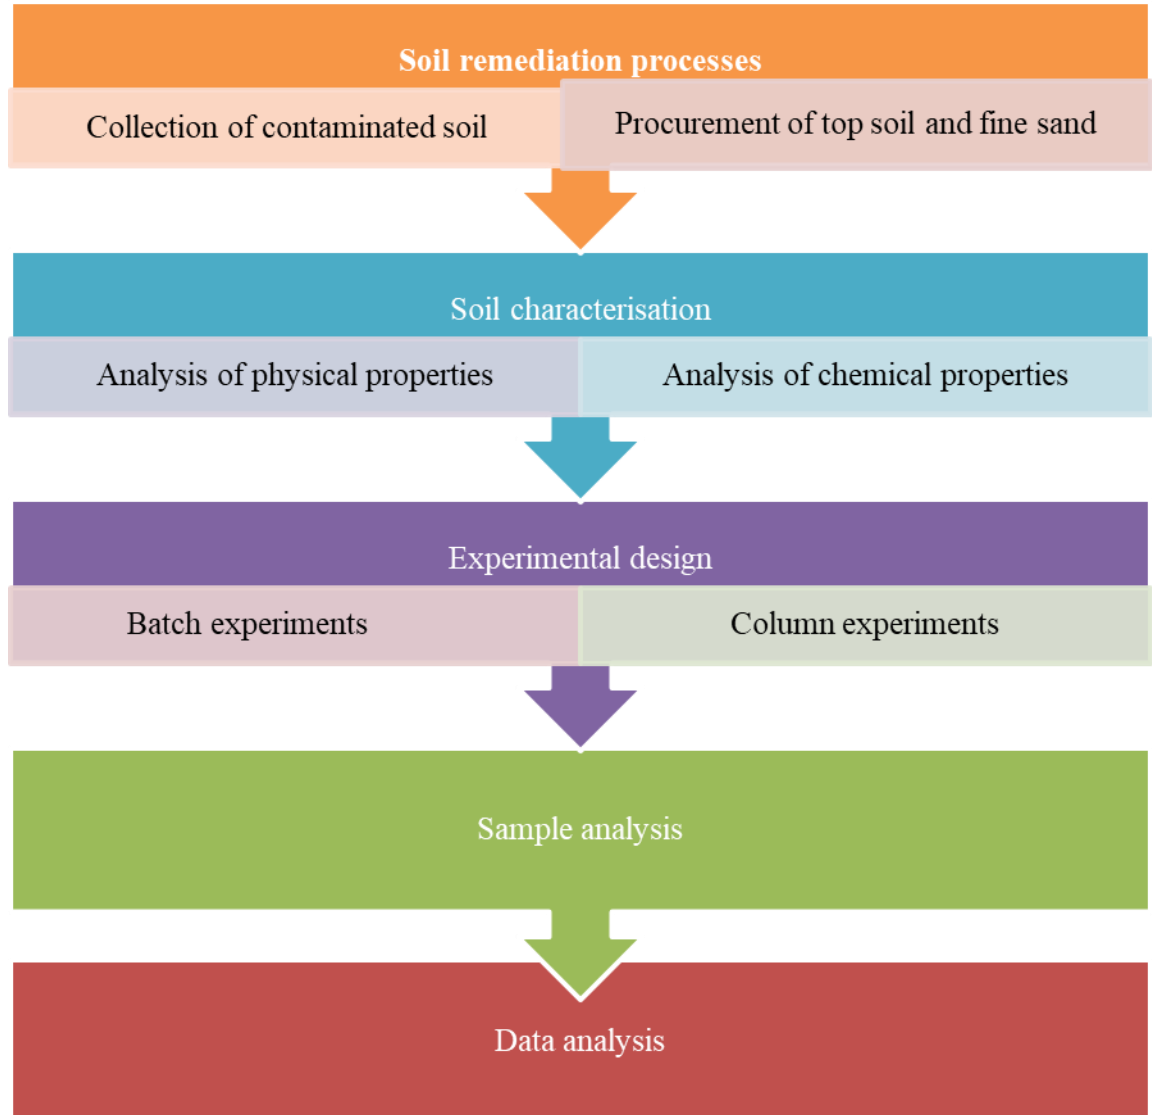 Soil remediation processes
Collection of contaminated soil
Procurement of top soil and fine sand
Soil characterisation
Analysis of physical properties
Analysis of chemical properties
Experimental design
Batch experiments
Column experiments
Sample analysis
Data analysis